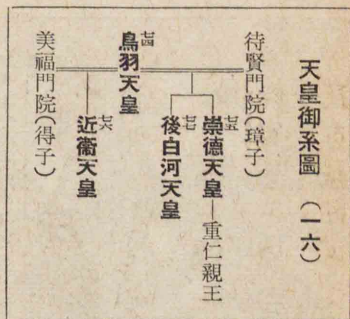 天皇御系圖　（一六）
待賢門院（璋子）
七五
崇德天皇―重仁親王
七七
後白河天皇
七四
鳥羽天皇
七六
近衞天皇
美福門院（得子）